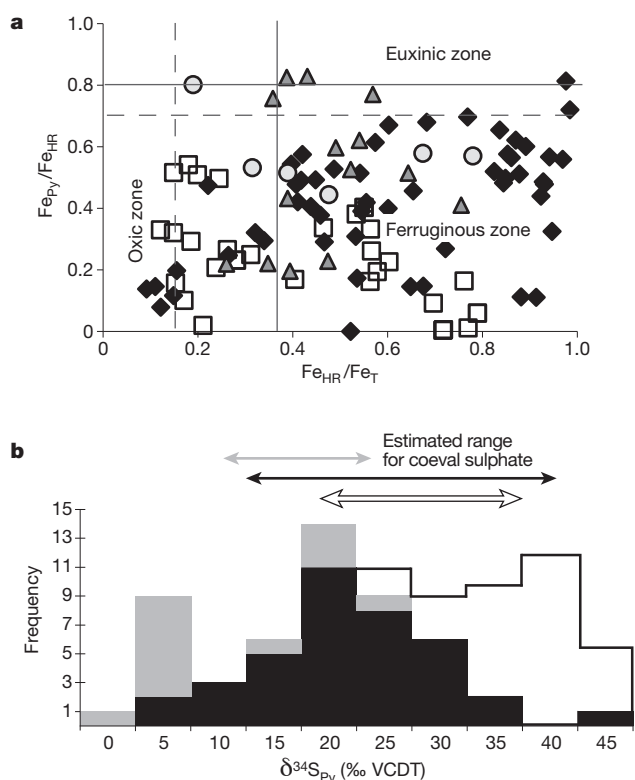 a
1.0
0.8
0.6
0.4
0.2
0
Fe_Py/Fe_HR
Euxinic zone
Oxic zone
Ferruginous zone
0 0.2 0.4 0.6 0.8 1.0
Fe_HR/Fe_T
b
Estimated range
for coeval sulphate
15
13
11
9
7
5
3
1
Frequency
0 5 10 15 20 25 30 35 40 45
δ³⁴S_Py (‰ VCDT)